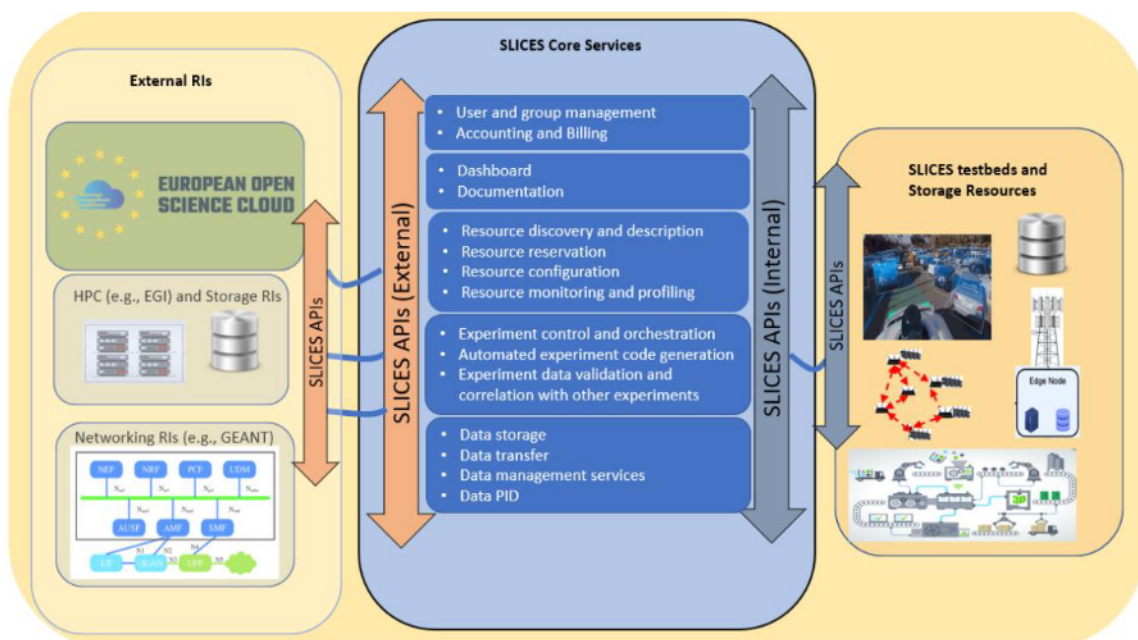 SLICES Core Services
External RIs
EUROPEAN OPEN
SCIENCE CLOUD
HPC (e.g., EGI) and Storage RIs
Networking RIs (e.g., GEANT)
NEF
NRF
PCF
UDM
AUSF
AMF
SMF
N1
N2
N4
N3
UPF
SLICES APIs
SLICES APIs (External)
• User and group management
• Accounting and Billing
• Dashboard
• Documentation
• Resource discovery and description
• Resource reservation
• Resource configuration
• Resource monitoring and profiling
• Experiment control and orchestration
• Automated experiment code generation
• Experiment data validation and
correlation with other experiments
• Data storage
• Data transfer
• Data management services
• Data PID
SLICES APIs (Internal)
SLICES APIs
SLICES testbeds and
Storage Resources
Edge Node